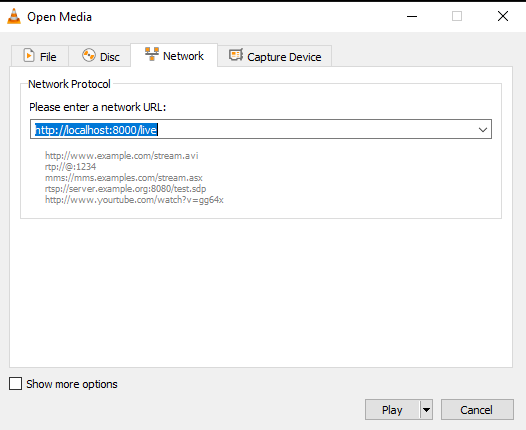 Open Media
File
Disc
Network
Capture Device
Network Protocol
Please enter a network URL:
http://localhost:8000/live
http://www.example.com/stream.avi
rtp://@:1234
mms://mms.examples.com/stream.asx
rtsp://server.example.org:8080/test.sdp
http://www.yourtube.com/watch?v=gg64x
Show more options
Play
Cancel